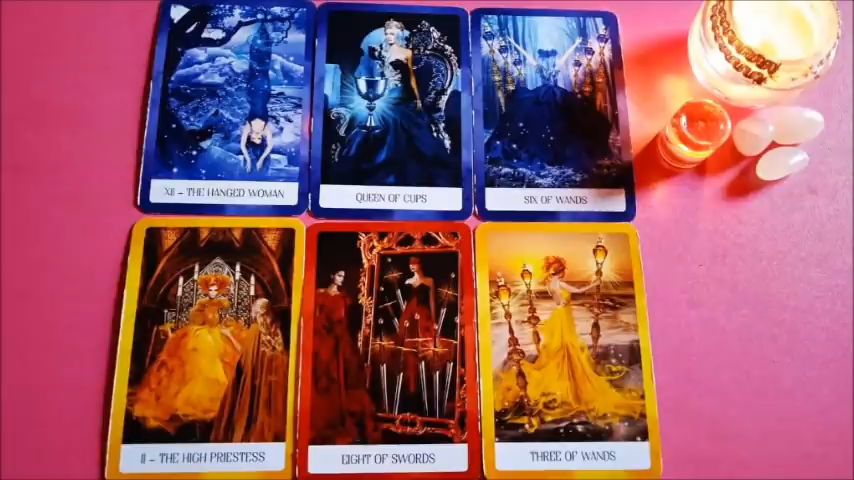 XII - THE HANGED WOMAN
QUEEN OF CUPS
SIX OF WANDS
II - THE HIGH PRIESTESS
EIGHT OF SWORDS
THREE OF WANDS